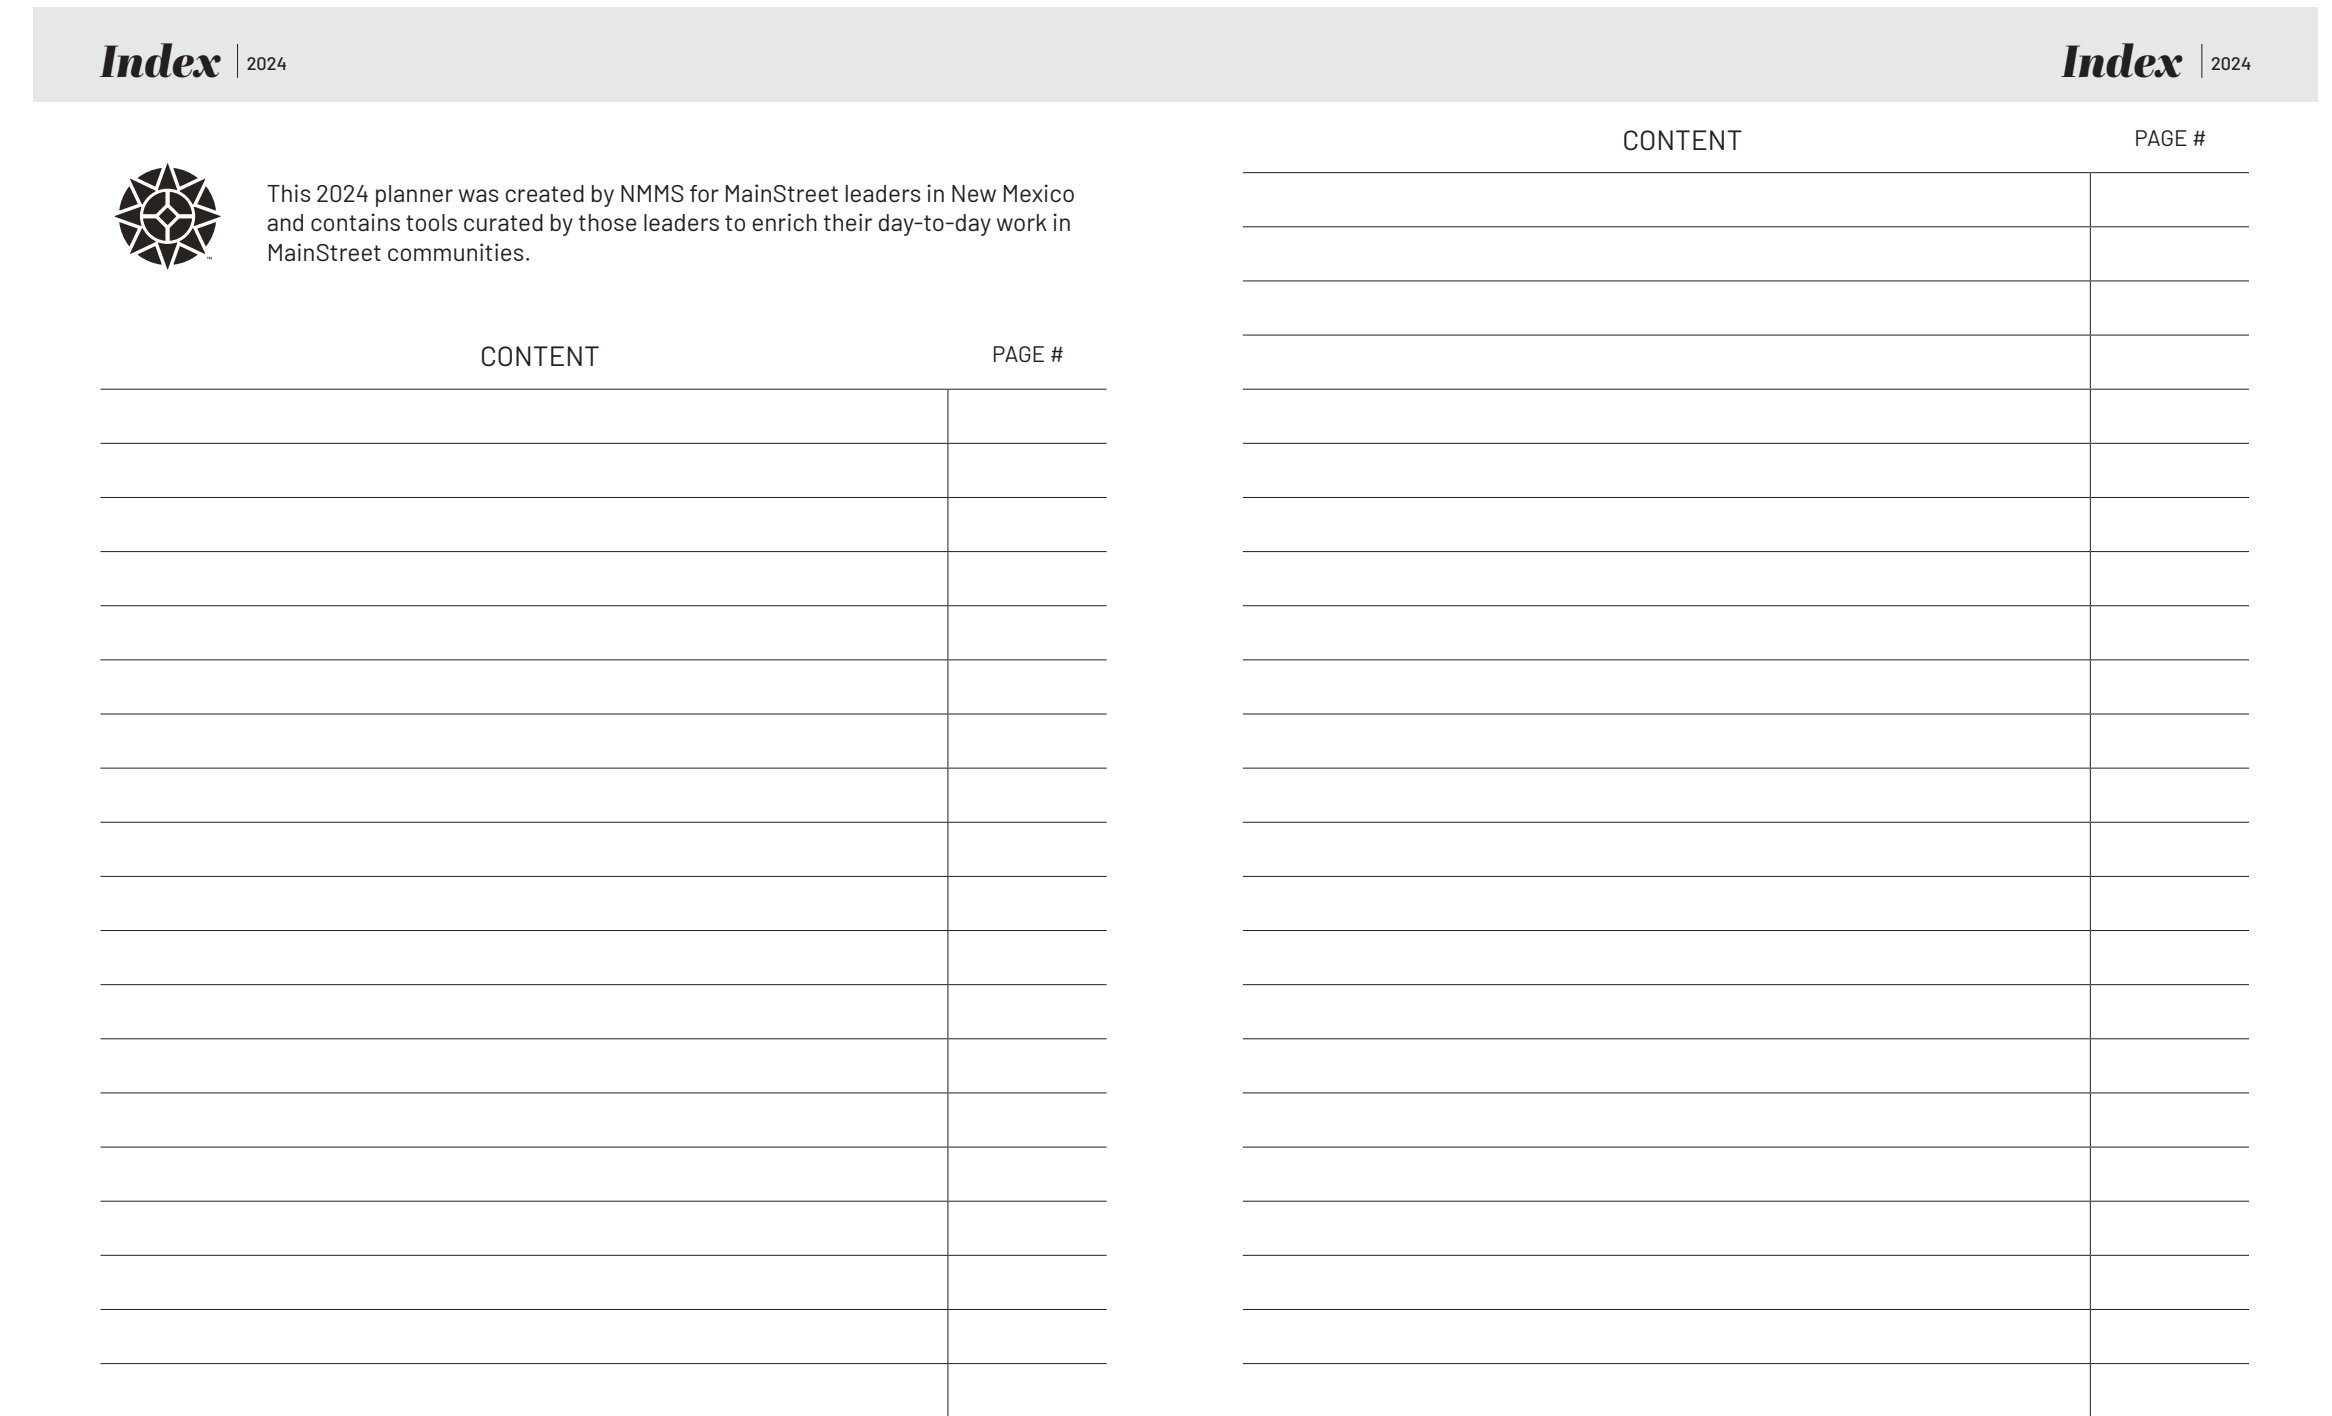 Index | 2024
This 2024 planner was created by NMMS for MainStreet leaders in New Mexico
and contains tools curated by those leaders to enrich their day-to-day work in
MainStreet communities.
™
CONTENT PAGE #
Index | 2024
CONTENT PAGE #